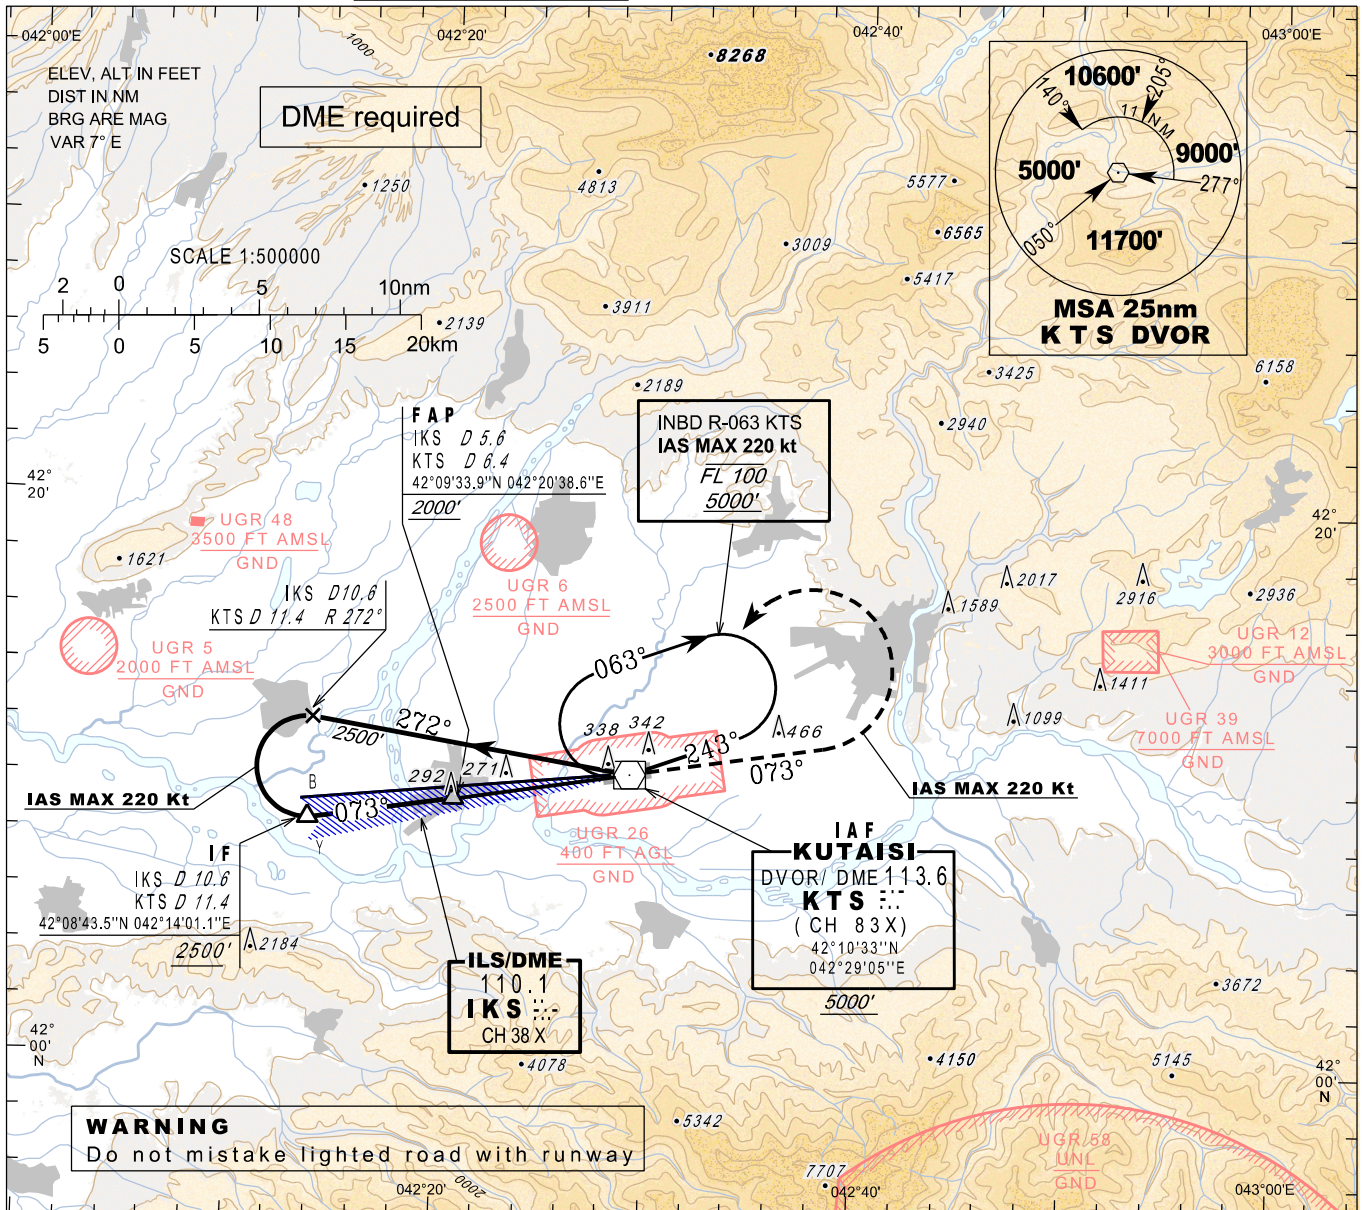 042°00'E
042°20'
042°40'
043°00'E
ELEV, ALT IN FEET
DIST IN NM
BRG ARE MAG
VAR 7° E
DME required
1000
8268
10600'
140°
205°
11 NM
5000'
9000'
277°
050°
11700'
MSA 25nm
KTS DVOR
1250
4813
5577
6565
3009
5417
SCALE 1:500000
2 0 5 10nm
5 0 5 10 15 20km
3911
2139
2189
3425
6158
2940
FAP
IKS D 5.6
KTS D 6.4
42°09'33.9"N 042°20'38.6"E
2000'
INBD R-063 KTS
IAS MAX 220 kt
FL 100
5000'
42°
20'
42°
20'
UGR 48
3500 FT AMSL
GND
1621
UGR 6
2500 FT AMSL
GND
IKS D10.6
KTS D 11.4 R 272°
UGR 5
2000 FT AMSL
GND
2017
1589
2916
2936
UGR 12
3000 FT AMSL
GND
1411
UGR 39
7000 FT AMSL
GND
1099
063°
272°
2500'
338
342
466
243°
073°
271
292
B
073°
Y
IAS MAX 220 Kt
IAS MAX 220 Kt
UGR 26
400 FT AGL
GND
IF
IKS D 10.6
KTS D 11.4
42°08'43.5"N 042°14'01.1"E
2500'
2184
IAF
KUTAISI
DVOR/ DME 113.6
KTS
(CH 83X)
42°10'33"N
042°29'05"E
5000'
ILS/DME
110.1
IKS
CH 38 X
3672
42°
00'
N
4078
4150
5145
42°
00'
N
5342
WARNING
Do not mistake lighted road with runway
UGR 58
UNL
GND
7707
2000
042°20'
042°40'
043°00'E